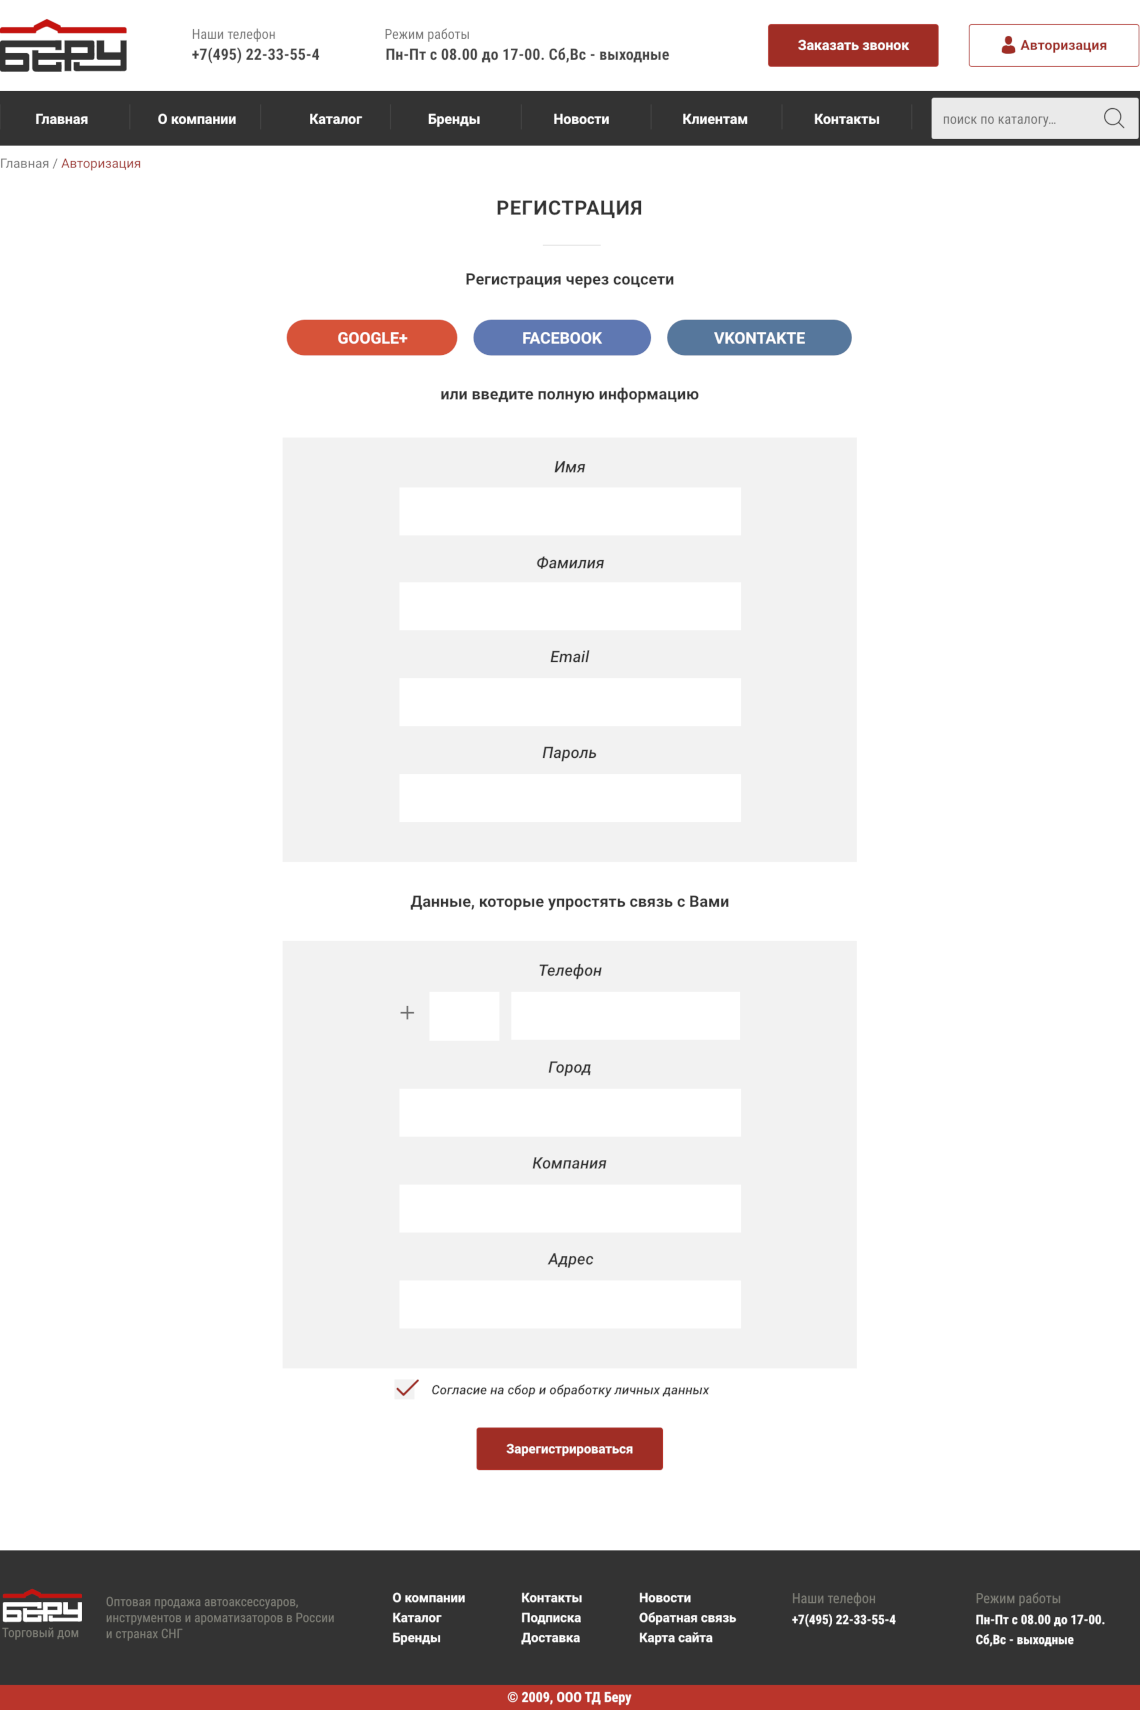 БЕРУ
Наши телефон
+7(495) 22-33-55-4
Режим работы
Пн-Пт с 08.00 до 17-00. Сб,Вс - выходные
Заказать звонок
Авторизация
Главная
О компании
Каталог
Бренды
Новости
Клиентам
Контакты
поиск по каталогу...
Главная / Авторизация
РЕГИСТРАЦИЯ
Регистрация через соцсети
GOOGLE+
FACEBOOK
VKONTAKTE
или введите полную информацию
Имя
Фамилия
Email
Пароль
Данные, которые упростять связь с Вами
Телефон
+
Город
Компания
Адрес
Согласие на сбор и обработку личных данных
Зарегистрироваться
БЕРУ
Торговый дом
Оптовая продажа автоаксессуаров,
инструментов и ароматизаторов в России
и странах СНГ
О компании
Каталог
Бренды
Контакты
Подписка
Доставка
Новости
Обратная связь
Карта сайта
Наши телефон
+7(495) 22-33-55-4
Режим работы
Пн-Пт с 08.00 до 17-00.
Сб,Вс - выходные
© 2009, ООО ТД Беру